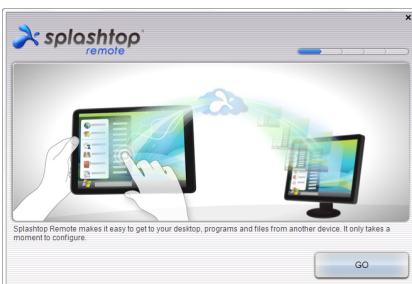 splashtop™
remote
Splashtop Remote makes it easy to get to your desktop, programs and files from another device. It only takes a
moment to configure.
GO